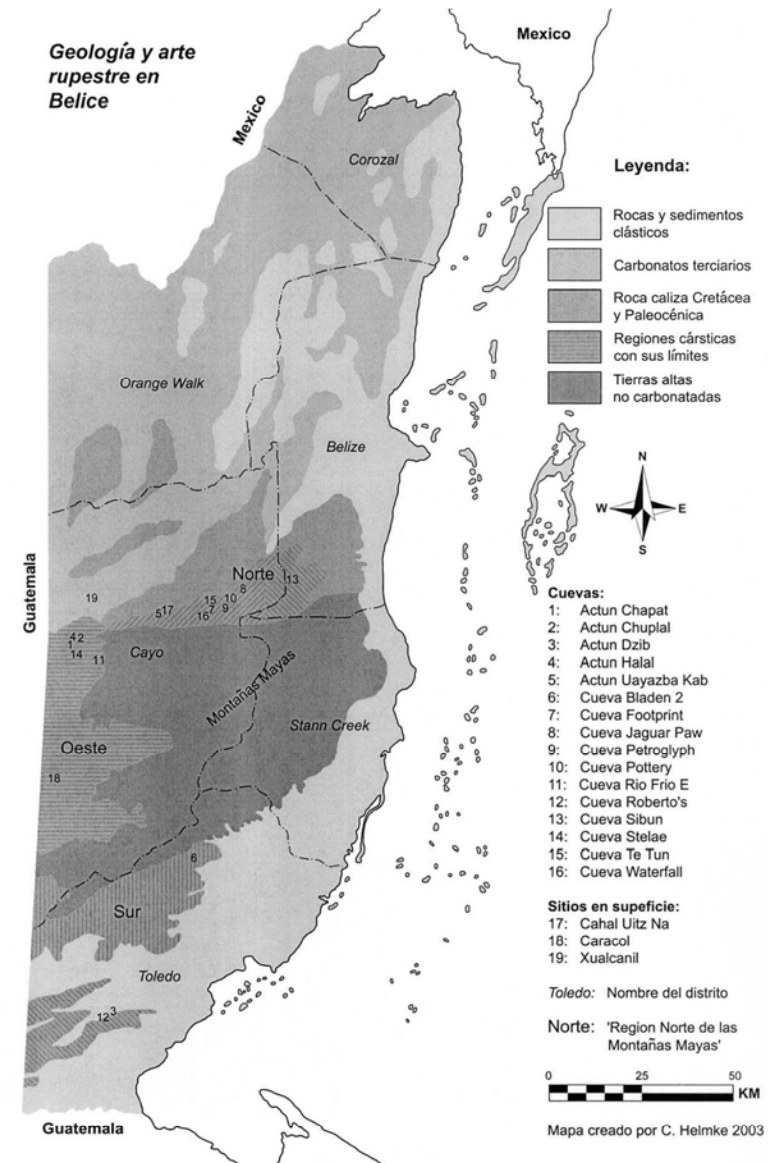 Geología y arte
rupestre en
Belice
Mexico
Mexico
Corozal
Orange Walk
Belize
Guatemala
Norte
13
8
15
10
7
9
16
5
17
19
4
2
1
14
11
Cayo
Montañas Mayas
Stann Creek
Oeste
18
6
Sur
Toledo
12
3
Guatemala
Leyenda:
Rocas y sedimentos
clásticos
Carbonatos terciarios
Roca caliza Cretácea
y Paleocénica
Regiones cársticas
con sus límites
Tierras altas
no carbonatadas
N
W
E
S
Cuevas:
1: Actun Chapat
2: Actun Chuplal
3: Actun Dzib
4: Actun Halal
5: Actun Uayazba Kab
6: Cueva Bladen 2
7: Cueva Footprint
8: Cueva Jaguar Paw
9: Cueva Petroglyph
10: Cueva Pottery
11: Cueva Rio Frio E
12: Cueva Roberto's
13: Cueva Sibun
14: Cueva Stelae
15: Cueva Te Tun
16: Cueva Waterfall
Sitios en supeficie:
17: Cahal Uitz Na
18: Caracol
19: Xualcanil
Toledo: Nombre del distrito
Norte: 'Region Norte de las
Montañas Mayas'
0 25 50
KM
Mapa creado por C. Helmke 2003